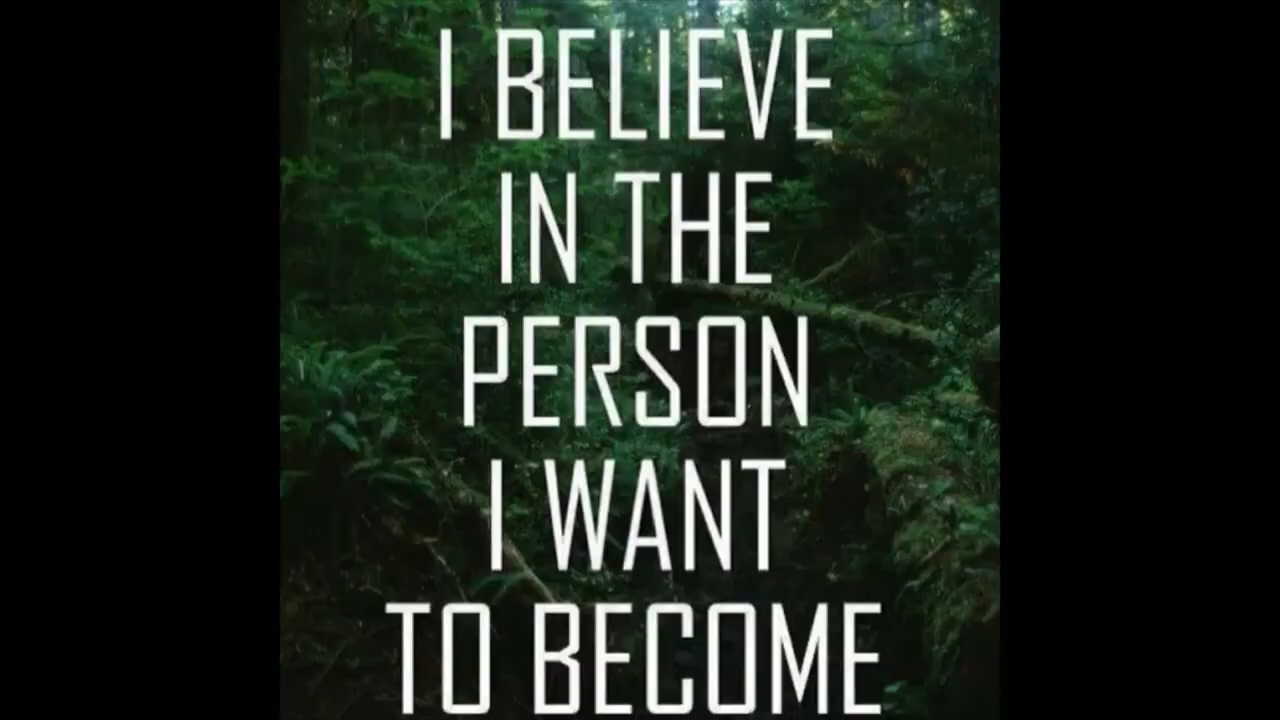 I BELIEVE
IN THE
PERSON
I WANT
TO BECOME